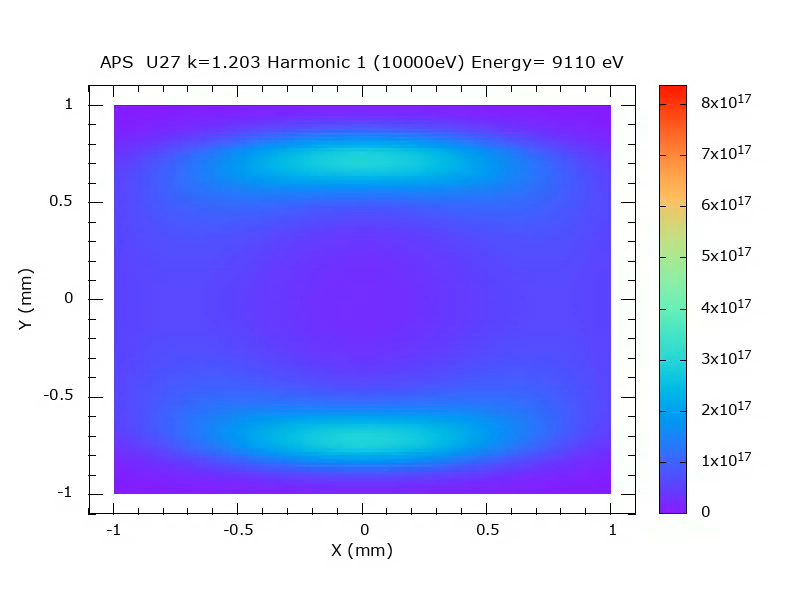 APS  U27 k=1.203 Harmonic 1 (10000eV) Energy= 9110 eV
1
0.5
0
-0.5
-1
Y (mm)
-1 -0.5 0 0.5 1
X (mm)
8x10^17
7x10^17
6x10^17
5x10^17
4x10^17
3x10^17
2x10^17
1x10^17
0